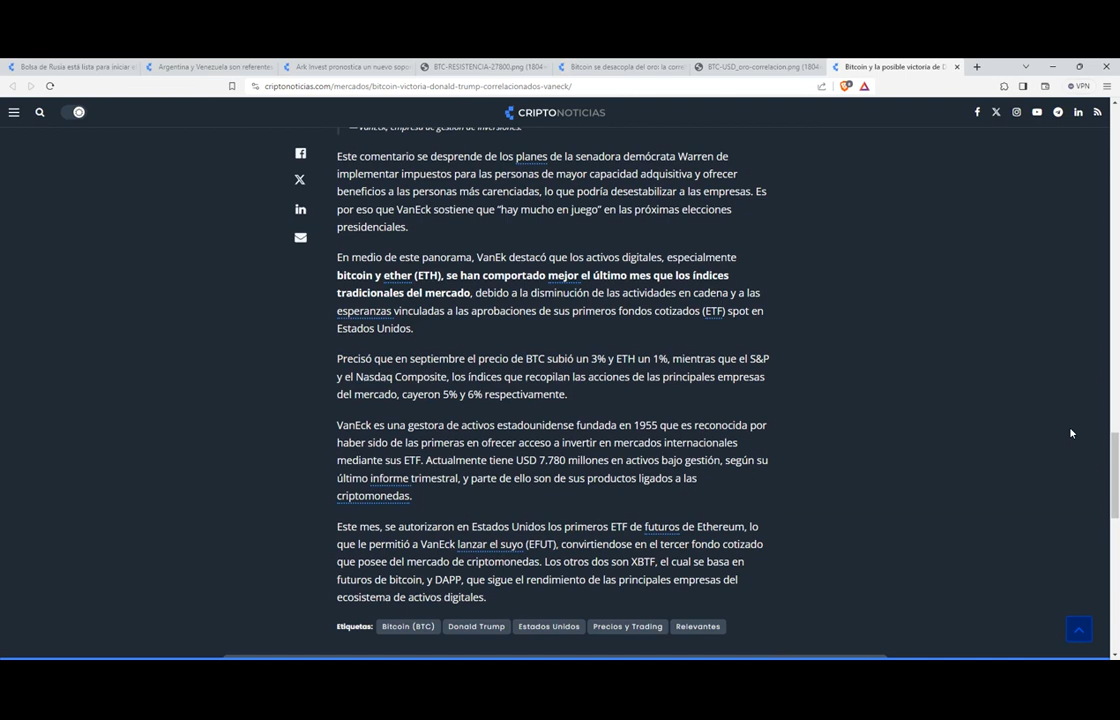 Bolsa de Rusia está lista para iniciar e
Argentina y Venezuela son referentes
Ark Invest pronostica un nuevo sopo
BTC-RESISTENCIA-27800.png (1804
Bitcoin se desacopla del oro: la corre
BTC-USD_oro-correlacion.png (1804
Bitcoin y la posible victoria de D
criptonoticias.com/mercados/bitcoin-victoria-donald-trump-correlacionados-vaneck/
VPN
CRIPTONOTICIAS
—VanEck, empresa de gestión de inversiones.
Este comentario se desprende de los planes de la senadora demócrata Warren de
implementar impuestos para las personas de mayor capacidad adquisitiva y ofrecer
beneficios a las personas más carenciadas, lo que podría desestabilizar a las empresas. Es
por eso que VanEck sostiene que “hay mucho en juego” en las próximas elecciones
presidenciales.
En medio de este panorama, VanEk destacó que los activos digitales, especialmente
bitcoin y ether (ETH), se han comportado mejor el último mes que los índices
tradicionales del mercado, debido a la disminución de las actividades en cadena y a las
esperanzas vinculadas a las aprobaciones de sus primeros fondos cotizados (ETF) spot en
Estados Unidos.
Precisó que en septiembre el precio de BTC subió un 3% y ETH un 1%, mientras que el S&P
y el Nasdaq Composite, los índices que recopilan las acciones de las principales empresas
del mercado, cayeron 5% y 6% respectivamente.
VanEck es una gestora de activos estadounidense fundada en 1955 que es reconocida por
haber sido de las primeras en ofrecer acceso a invertir en mercados internacionales
mediante sus ETF. Actualmente tiene USD 7.780 millones en activos bajo gestión, según su
último informe trimestral, y parte de ello son de sus productos ligados a las
criptomonedas.
Este mes, se autorizaron en Estados Unidos los primeros ETF de futuros de Ethereum, lo
que le permitió a VanEck lanzar el suyo (EFUT), convirtiéndose en el tercer fondo cotizado
que posee del mercado de criptomonedas. Los otros dos son XBTF, el cual se basa en
futuros de bitcoin, y DAPP, que sigue el rendimiento de las principales empresas del
ecosistema de activos digitales.
Etiquetas: Bitcoin (BTC) Donald Trump Estados Unidos Precios y Trading Relevantes